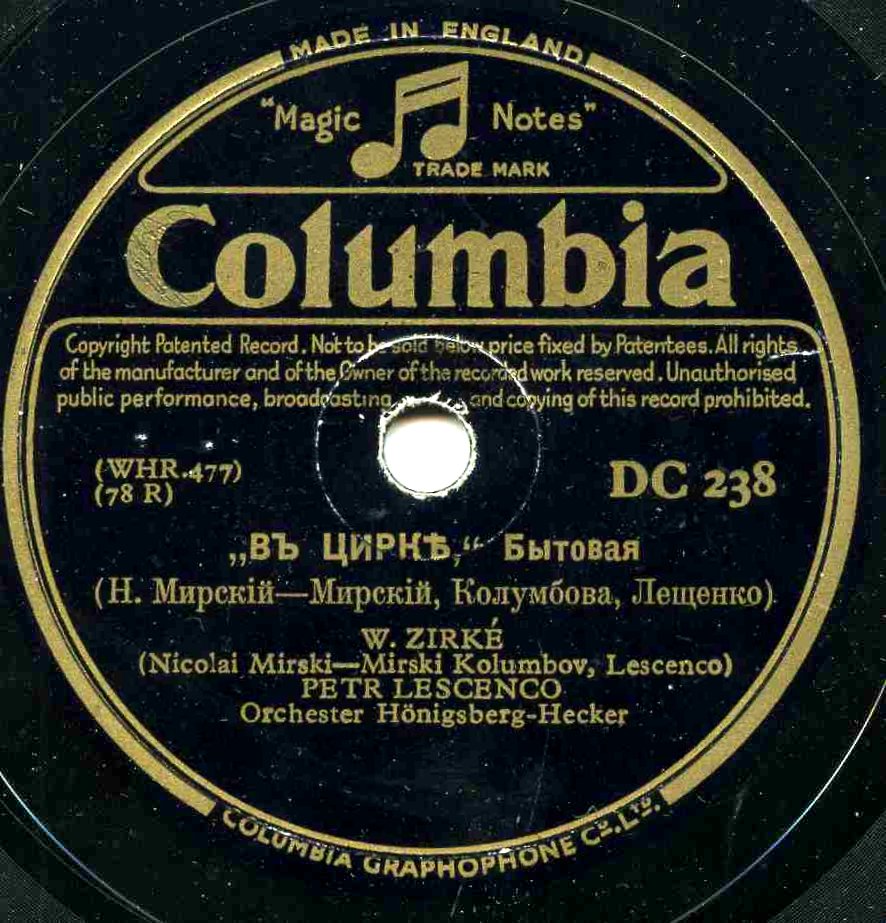 MADE IN ENGLAND
"Magic Notes"
TRADE MARK
Columbia
Copyright Patented Record. Not to be sold below price fixed by Patentees. All rights
of the manufacturer and of the Owner of the recorded work reserved. Unauthorised
public performance, broadcasting and copying of this record prohibited.
(WHR.477)
(78 R)
DC 238
„ВЪ ЦИРКѢ,“ Бытовая
(Н. Мирскій—Мирскій, Колумбова, Лещенко)
W. ZIRKÉ
(Nicolai Mirski—Mirski Kolumbov, Lescenco)
PETR LESCENCO
Orchester Hönigsberg-Hecker
COLUMBIA GRAPHOPHONE Co. LTD.